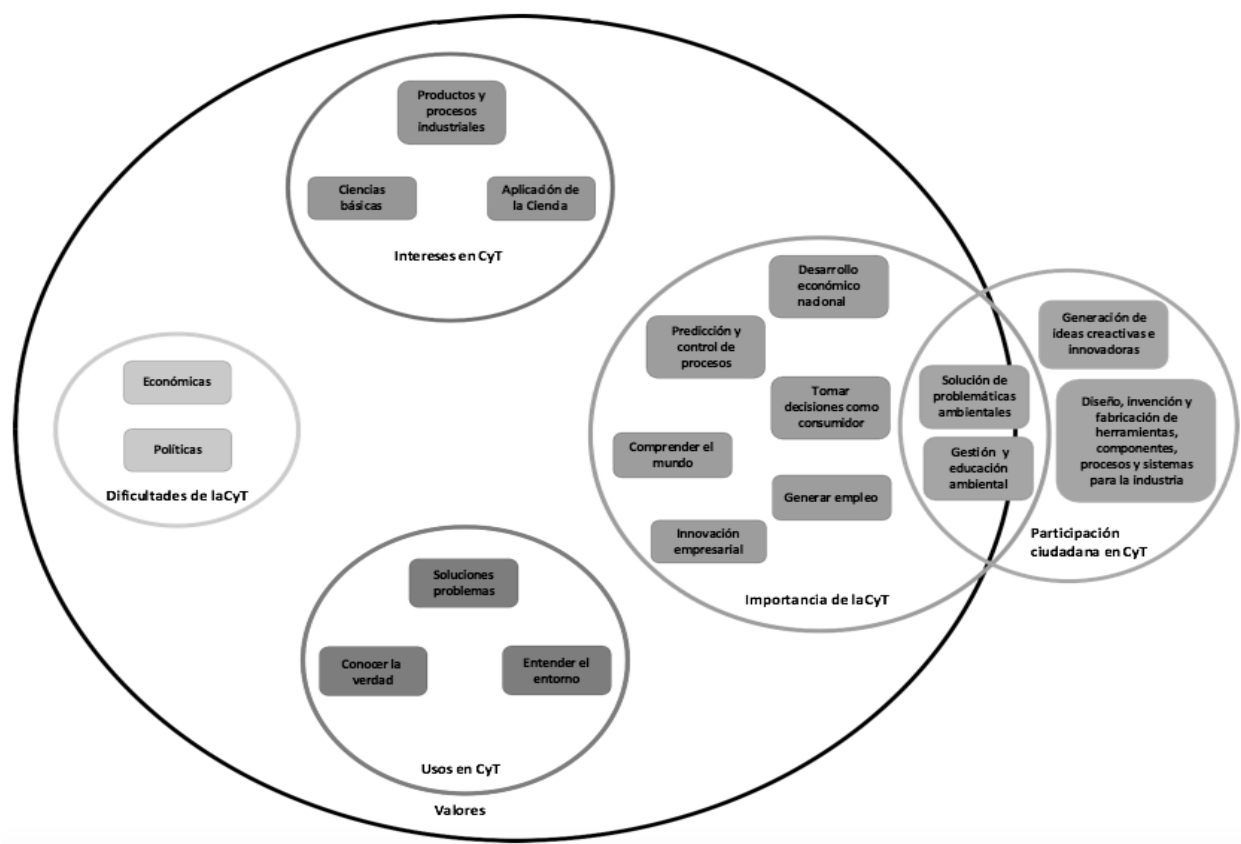 Productos y
procesos
industriales
Ciencias
básicas
Aplicación de
la Ciencia
Intereses en CyT
Económicas
Políticas
Dificultades de laCyT
Desarrollo
económico
nacional
Predicción y
control de
procesos
Tomar
decisiones como
consumidor
Comprender el
mundo
Generar empleo
Innovación
empresarial
Importancia de laCyT
Solución de
problemáticas
ambientales
Gestión y
educación
ambiental
Generación de
ideas creactivas e
innovadoras
Diseño, invención y
fabricación de
herramientas,
componentes,
procesos y sistemas
para la industria
Participación
ciudadana en CyT
Soluciones
problemas
Conocer la
verdad
Entender el
entorno
Usos en CyT
Valores